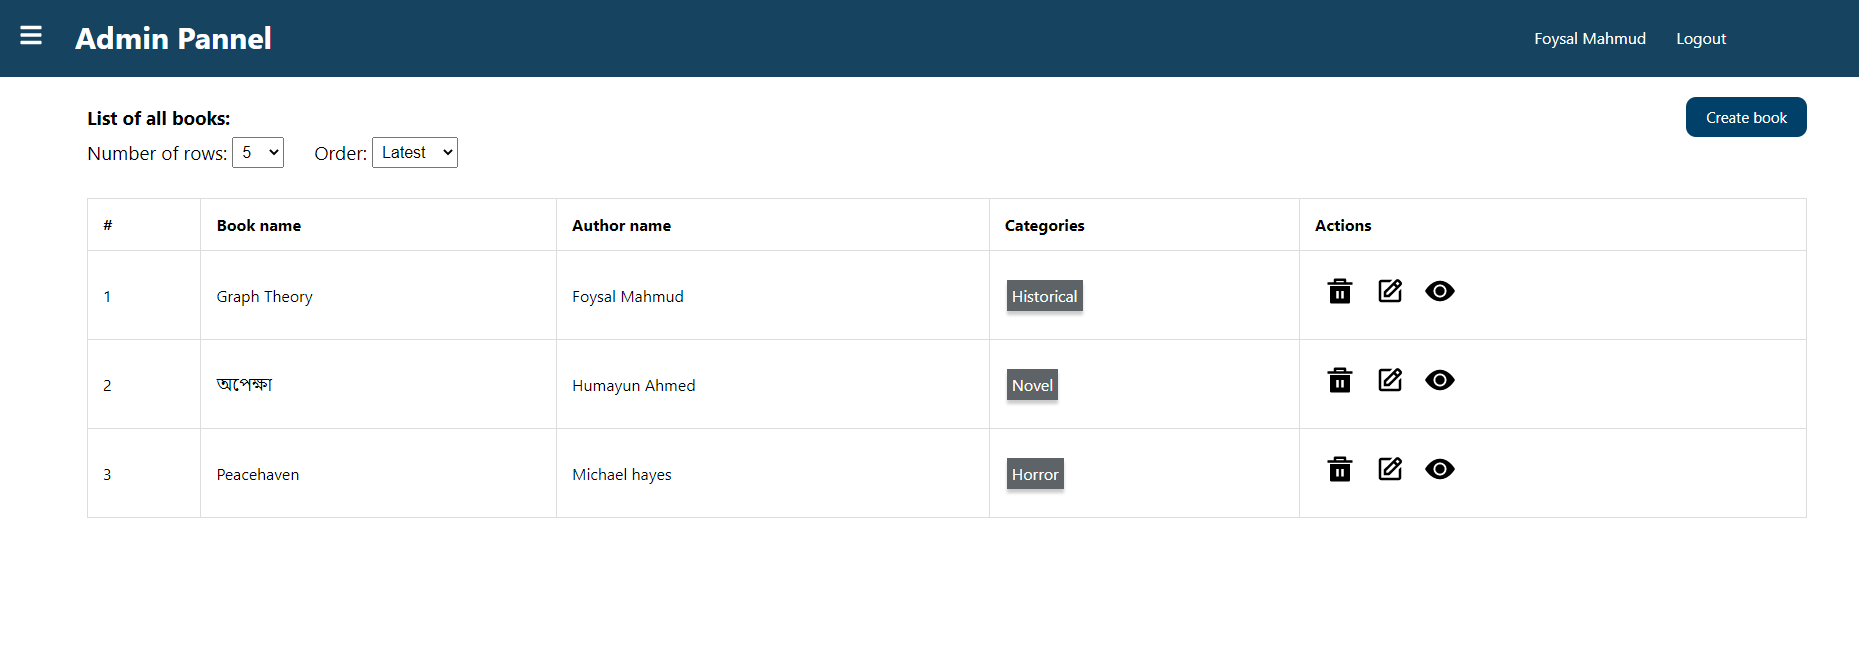 Admin Pannel
Foysal Mahmud Logout
List of all books:
Create book
Number of rows: 5 Order: Latest
# Book name Author name Categories Actions
1 Graph Theory Foysal Mahmud Historical
2 অপেক্ষা Humayun Ahmed Novel
3 Peacehaven Michael hayes Horror